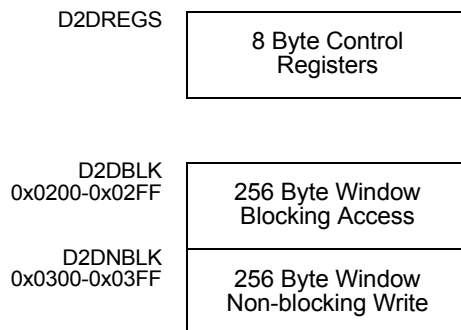 D2DREGS
8 Byte Control
Registers
D2DBLK
0x0200-0x02FF
256 Byte Window
Blocking Access
D2DNBLK
0x0300-0x03FF
256 Byte Window
Non-blocking Write